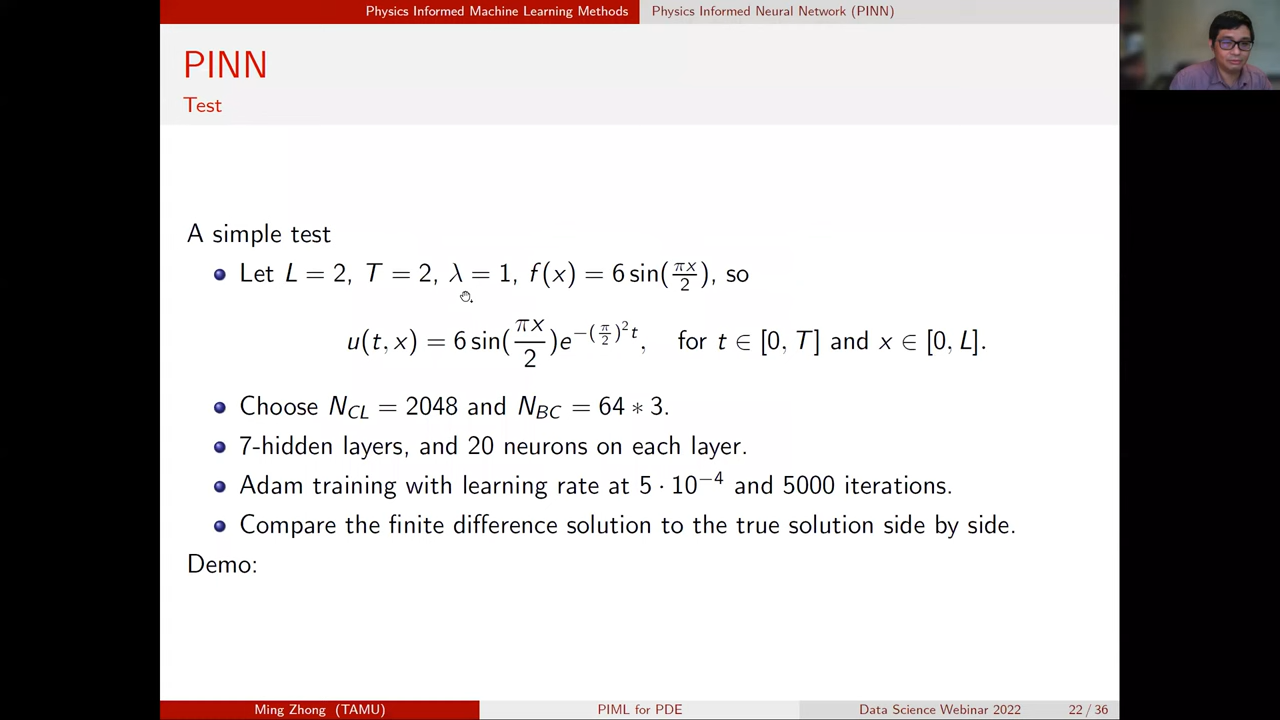 Physics Informed Machine Learning Methods Physics Informed Neural Network (PINN)
PINN
Test
A simple test
Let L = 2, T = 2, λ = 1, f(x) = 6 sin(πx/2), so
u(t, x) = 6 sin(πx/2)e^{−(π/2)^2 t}, for t ∈ [0, T] and x ∈ [0, L].
Choose N_{CL} = 2048 and N_{BC} = 64 ∗ 3.
7-hidden layers, and 20 neurons on each layer.
Adam training with learning rate at 5 · 10^{−4} and 5000 iterations.
Compare the finite difference solution to the true solution side by side.
Demo:
Ming Zhong (TAMU) PIML for PDE Data Science Webinar 2022 22 / 36